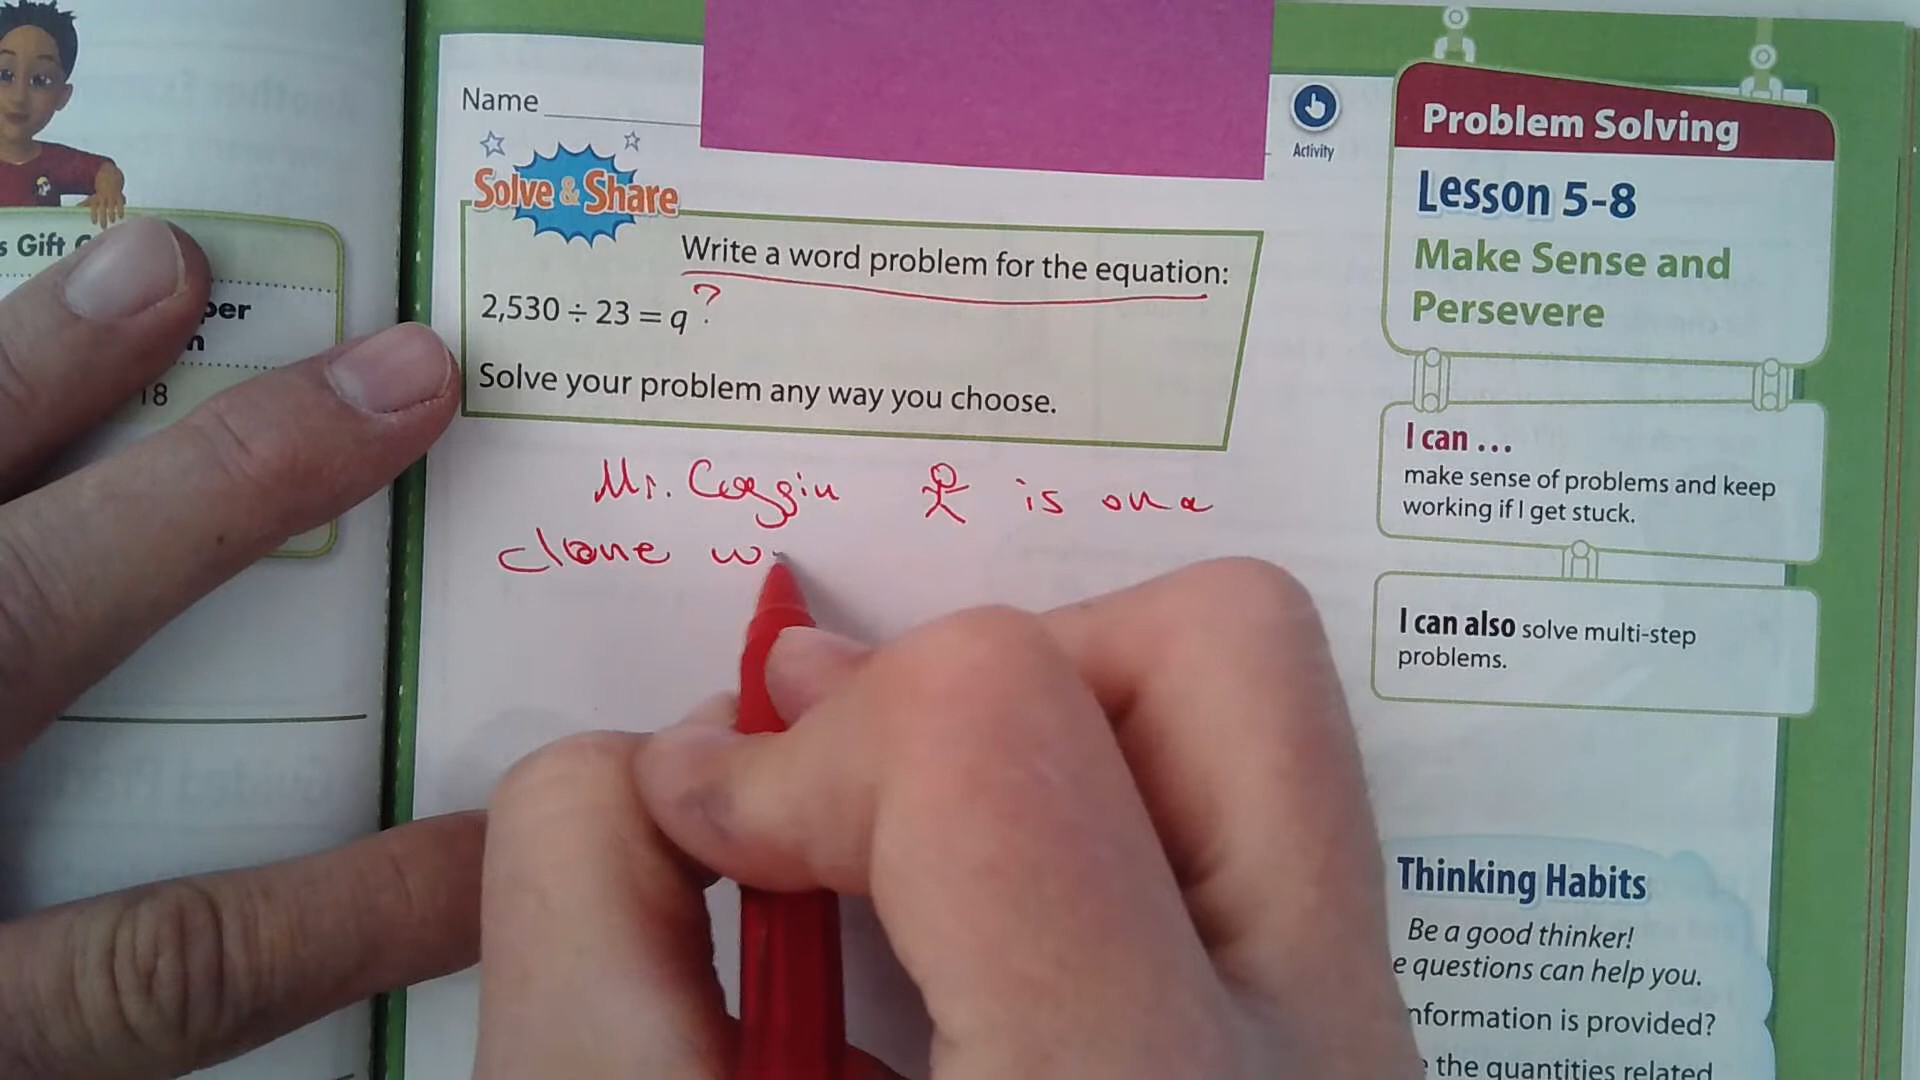 s Gift
per
n
18
Name
Activity
Solve & Share
Write a word problem for the equation:
2,530 ÷ 23 = q ?
Solve your problem any way you choose.
Mr. Coggin is on a
clone w
Problem Solving
Lesson 5-8
Make Sense and
Persevere
I can ...
make sense of problems and keep
working if I get stuck.
I can also solve multi-step
problems.
Thinking Habits
Be a good thinker!
e questions can help you.
nformation is provided?
the quantities related